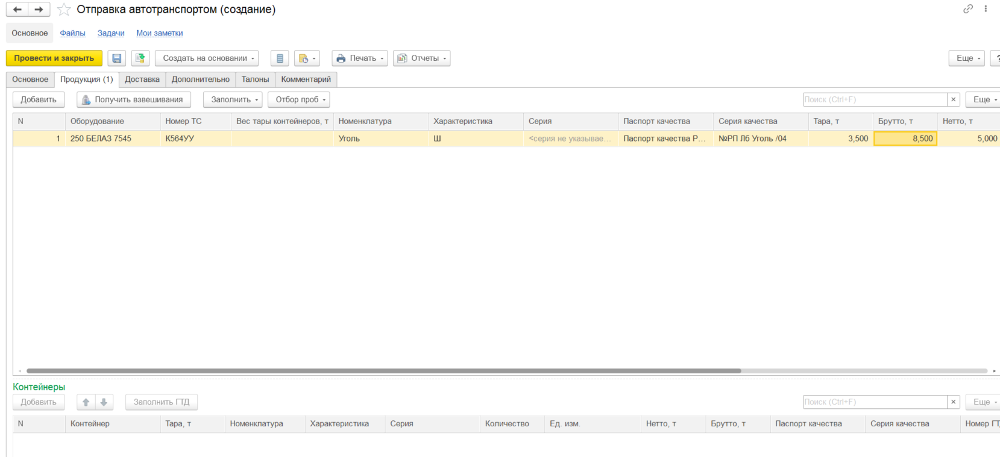 Отправка автотранспортом (создание)
Основное Файлы Задачи Мои заметки
Провести и закрыть Создать на основании Печать Отчеты Еще ?
Основное Продукция (1) Доставка Дополнительно Талоны Комментарий
Добавить Получить взвешивания Заполнить Отбор проб Поиск (Ctrl+F) × Еще
N Оборудование Номер ТС Вес тары контейнеров, т Номенклатура Характеристика Серия Паспорт качества Серия качества Тара, т Брутто, т Нетто, т
1 250 БЕЛАЗ 7545 К564УУ Уголь Ш <серия не указывае... Паспорт качества Р... №РП Лб Уголь /04 3,500 8,500 5,000
Контейнеры
Добавить Заполнить ГТД Поиск (Ctrl+F) × Еще
N Контейнер Тара, т Номенклатура Характеристика Серия Количество Ед. изм. Нетто, т Брутто, т Паспорт качества Серия качества Номер ГТ